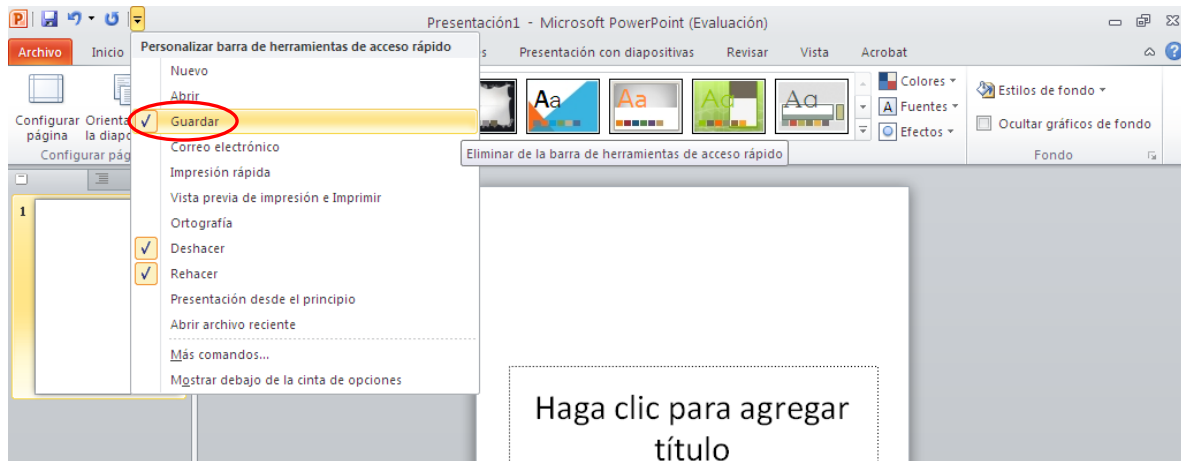 Presentación1 - Microsoft PowerPoint (Evaluación)
Archivo Inicio s Presentación con diapositivas Revisar Vista Acrobat
Personalizar barra de herramientas de acceso rápido
Nuevo
Abrir
Guardar
Correo electrónico
Impresión rápida
Vista previa de impresión e Imprimir
Ortografía
Deshacer
Rehacer
Presentación desde el principio
Abrir archivo reciente
Más comandos...
Mostrar debajo de la cinta de opciones
Configurar página
Orienta
la diapo
Configurar pág
Aa Aa Aa Aa
Colores
A Fuentes
Efectos
Estilos de fondo
Ocultar gráficos de fondo
Fondo
Eliminar de la barra de herramientas de acceso rápido
1
Haga clic para agregar
título